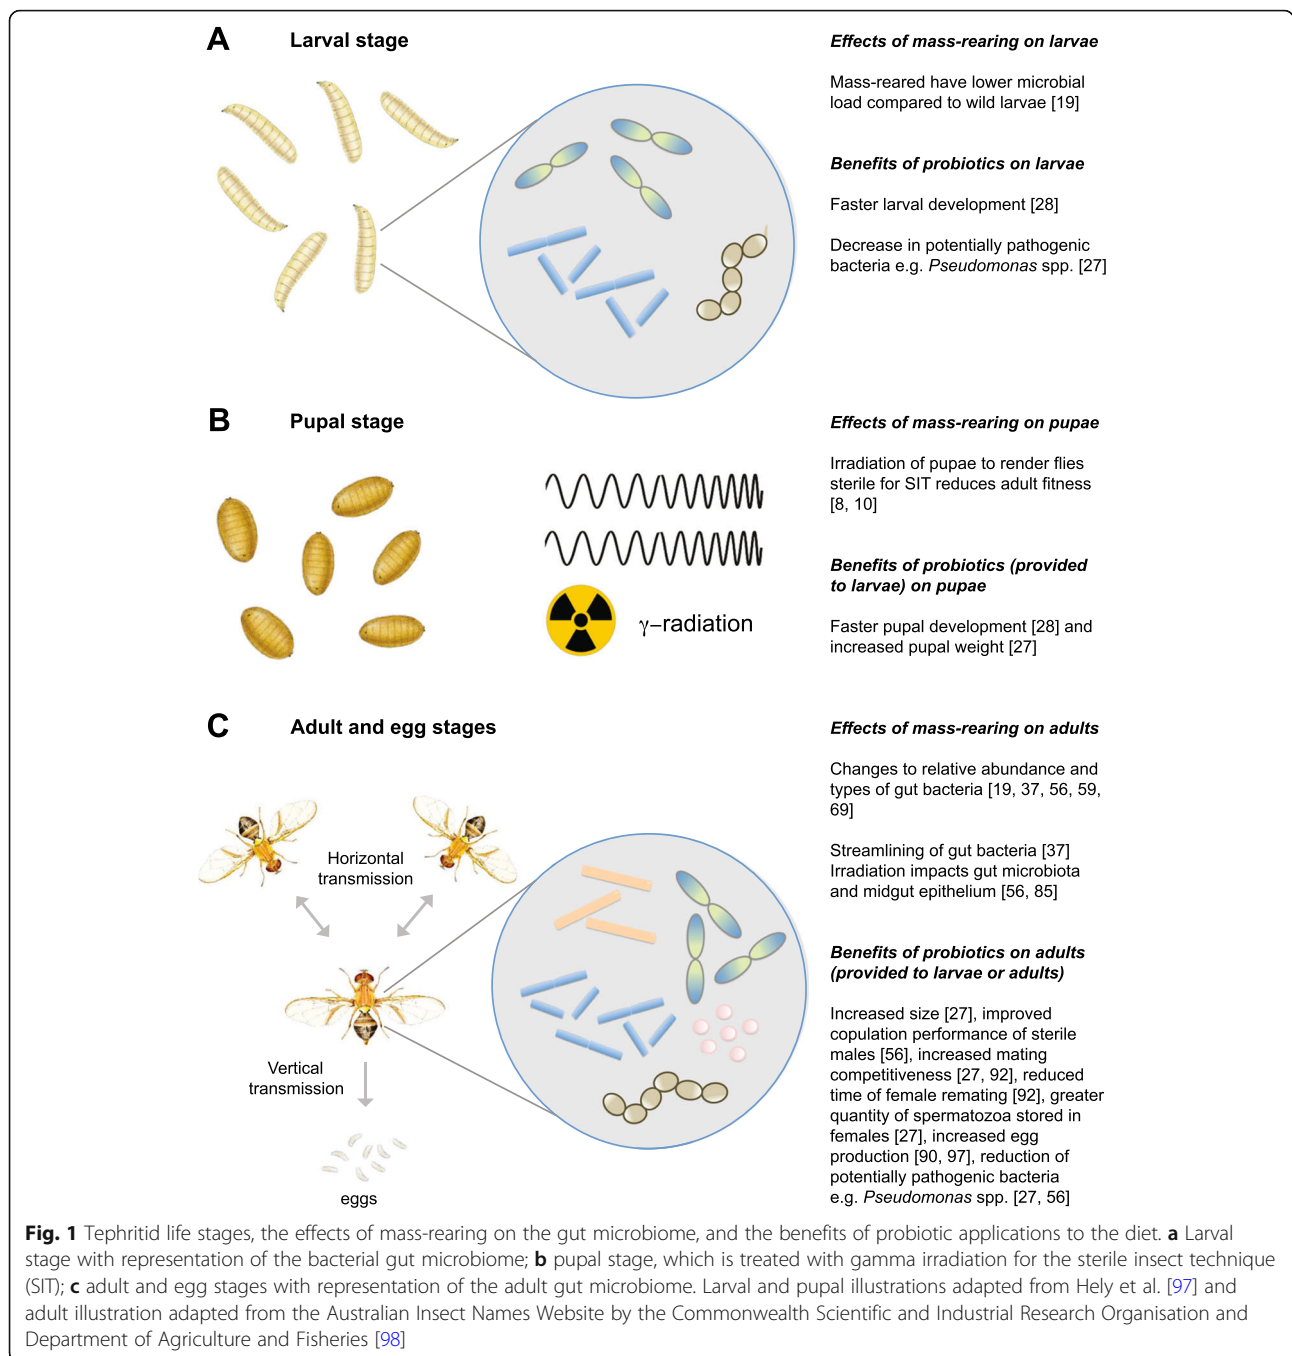 A
Larval stage
Effects of mass-rearing on larvae
Mass-reared have lower microbial
load compared to wild larvae [19]
Benefits of probiotics on larvae
Faster larval development [28]
Decrease in potentially pathogenic
bacteria e.g. Pseudomonas spp. [27]
B
Pupal stage
γ–radiation
Effects of mass-rearing on pupae
Irradiation of pupae to render flies
sterile for SIT reduces adult fitness
[8, 10]
Benefits of probiotics (provided
to larvae) on pupae
Faster pupal development [28] and
increased pupal weight [27]
C
Adult and egg stages
Horizontal
transmission
Vertical
transmission
eggs
Effects of mass-rearing on adults
Changes to relative abundance and
types of gut bacteria [19, 37, 56, 59,
69]
Streamlining of gut bacteria [37]
Irradiation impacts gut microbiota
and midgut epithelium [56, 85]
Benefits of probiotics on adults
(provided to larvae or adults)
Increased size [27], improved
copulation performance of sterile
males [56], increased mating
competitiveness [27, 92], reduced
time of female remating [92], greater
quantity of spermatozoa stored in
females [27], increased egg
production [90, 97], reduction of
potentially pathogenic bacteria
e.g. Pseudomonas spp. [27, 56]
Fig. 1 Tephritid life stages, the effects of mass-rearing on the gut microbiome, and the benefits of probiotic applications to the diet. a Larval
stage with representation of the bacterial gut microbiome; b pupal stage, which is treated with gamma irradiation for the sterile insect technique
(SIT); c adult and egg stages with representation of the adult gut microbiome. Larval and pupal illustrations adapted from Hely et al. [97] and
adult illustration adapted from the Australian Insect Names Website by the Commonwealth Scientific and Industrial Research Organisation and
Department of Agriculture and Fisheries [98]